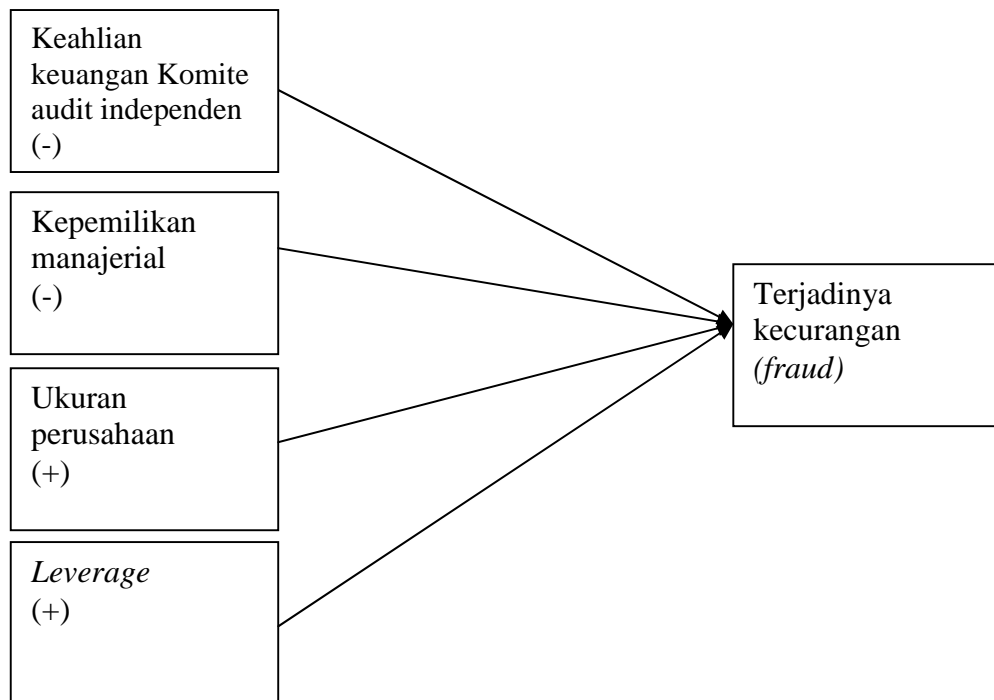 Keahlian
keuangan Komite
audit independen
(-)
Kepemilikan
manajerial
(-)
Ukuran
perusahaan
(+)
Leverage
(+)
Terjadinya
kecurangan
(fraud)